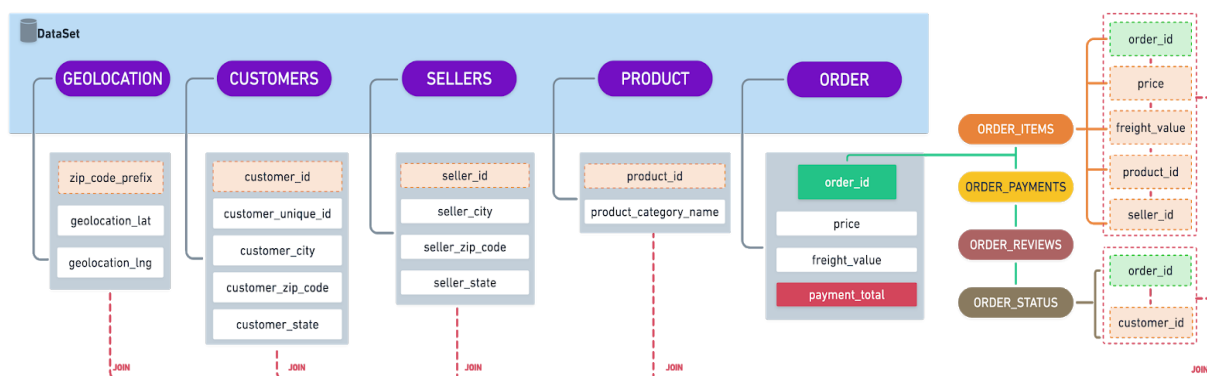 DataSet
GEOLOCATION
CUSTOMERS
SELLERS
PRODUCT
ORDER
zip_code_prefix
geolocation_lat
geolocation_lng
customer_id
customer_unique_id
customer_city
customer_zip_code
customer_state
seller_id
seller_city
seller_zip_code
seller_state
product_id
product_category_name
order_id
price
freight_value
payment_total
ORDER_ITEMS
ORDER_PAYMENTS
ORDER_REVIEWS
ORDER_STATUS
order_id
price
freight_value
product_id
seller_id
order_id
customer_id
JOIN
JOIN
JOIN
JOIN
JOIN